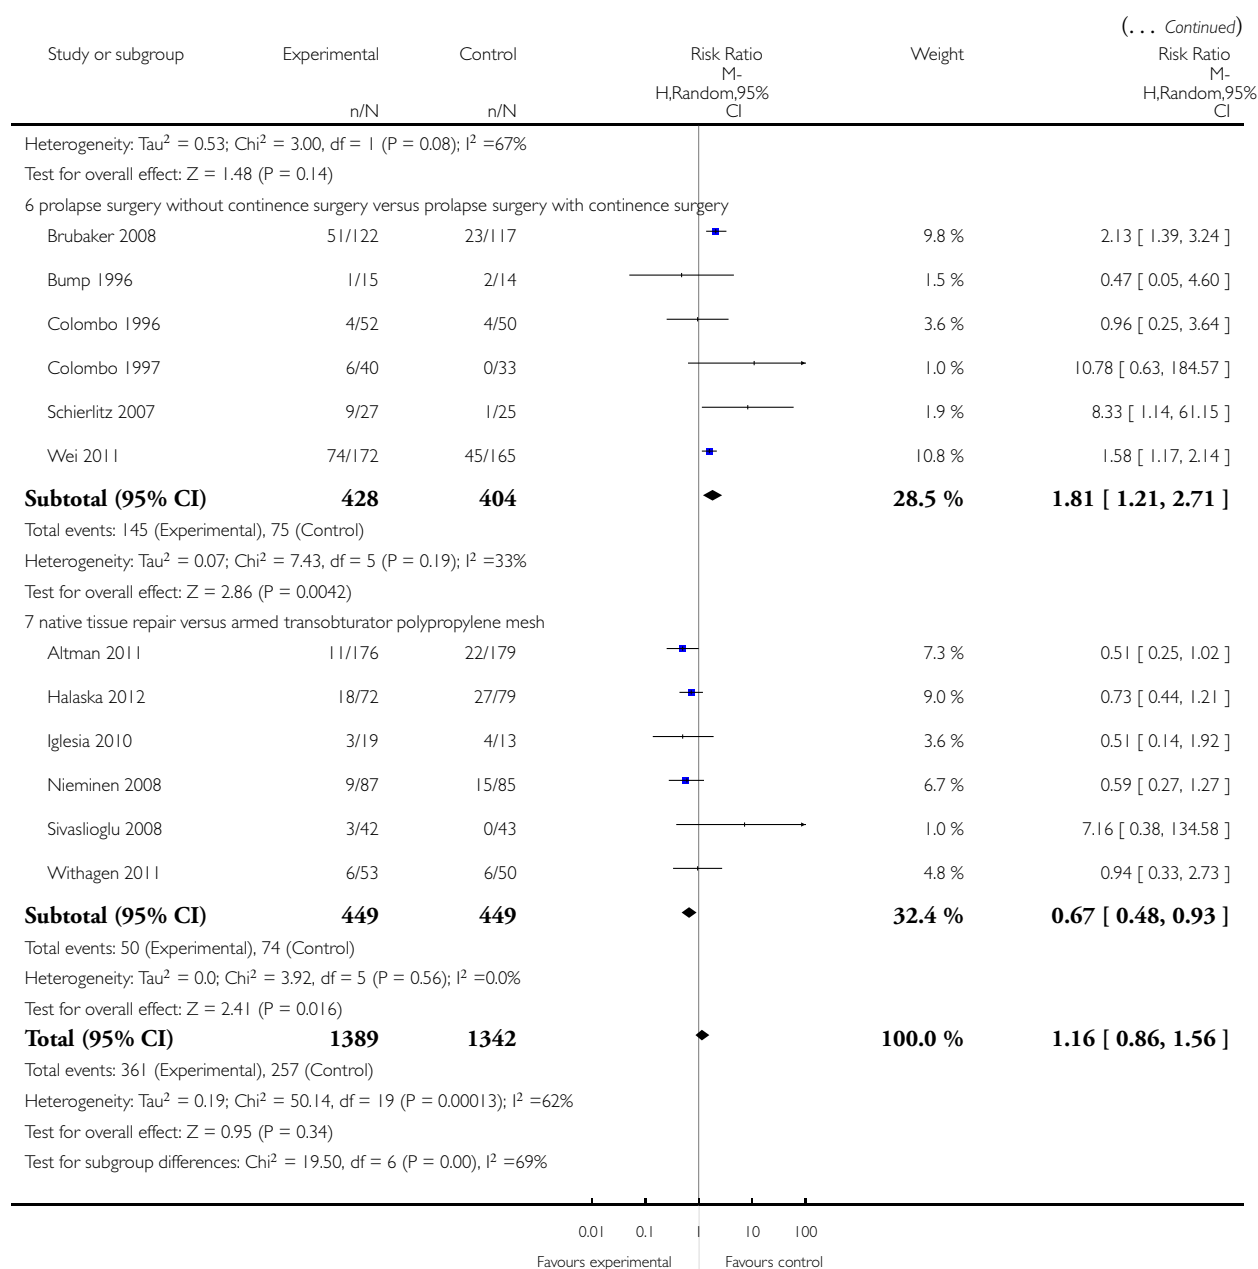 (... Continued)
Study or subgroup Experimental Control Risk Ratio Weight Risk Ratio
M- M-
H,Random,95% H,Random,95%
n/N n/N CI CI
Heterogeneity: Tau² = 0.53; Chi² = 3.00, df = 1 (P = 0.08); I² =67%
Test for overall effect: Z = 1.48 (P = 0.14)
6 prolapse surgery without continence surgery versus prolapse surgery with continence surgery
Brubaker 2008 51/122 23/117 9.8 % 2.13 [ 1.39, 3.24 ]
Bump 1996 1/15 2/14 1.5 % 0.47 [ 0.05, 4.60 ]
Colombo 1996 4/52 4/50 3.6 % 0.96 [ 0.25, 3.64 ]
Colombo 1997 6/40 0/33 1.0 % 10.78 [ 0.63, 184.57 ]
Schierlitz 2007 9/27 1/25 1.9 % 8.33 [ 1.14, 61.15 ]
Wei 2011 74/172 45/165 10.8 % 1.58 [ 1.17, 2.14 ]
Subtotal (95% CI) 428 404 28.5 % 1.81 [ 1.21, 2.71 ]
Total events: 145 (Experimental), 75 (Control)
Heterogeneity: Tau² = 0.07; Chi² = 7.43, df = 5 (P = 0.19); I² =33%
Test for overall effect: Z = 2.86 (P = 0.0042)
7 native tissue repair versus armed transobturator polypropylene mesh
Altman 2011 11/176 22/179 7.3 % 0.51 [ 0.25, 1.02 ]
Halaska 2012 18/72 27/79 9.0 % 0.73 [ 0.44, 1.21 ]
Iglesia 2010 3/19 4/13 3.6 % 0.51 [ 0.14, 1.92 ]
Nieminen 2008 9/87 15/85 6.7 % 0.59 [ 0.27, 1.27 ]
Sivaslioglu 2008 3/42 0/43 1.0 % 7.16 [ 0.38, 134.58 ]
Withagen 2011 6/53 6/50 4.8 % 0.94 [ 0.33, 2.73 ]
Subtotal (95% CI) 449 449 32.4 % 0.67 [ 0.48, 0.93 ]
Total events: 50 (Experimental), 74 (Control)
Heterogeneity: Tau² = 0.0; Chi² = 3.92, df = 5 (P = 0.56); I² =0.0%
Test for overall effect: Z = 2.41 (P = 0.016)
Total (95% CI) 1389 1342 100.0 % 1.16 [ 0.86, 1.56 ]
Total events: 361 (Experimental), 257 (Control)
Heterogeneity: Tau² = 0.19; Chi² = 50.14, df = 19 (P = 0.00013); I² =62%
Test for overall effect: Z = 0.95 (P = 0.34)
Test for subgroup differences: Chi² = 19.50, df = 6 (P = 0.00), I² =69%
0.01 0.1 1 10 100
Favours experimental Favours control